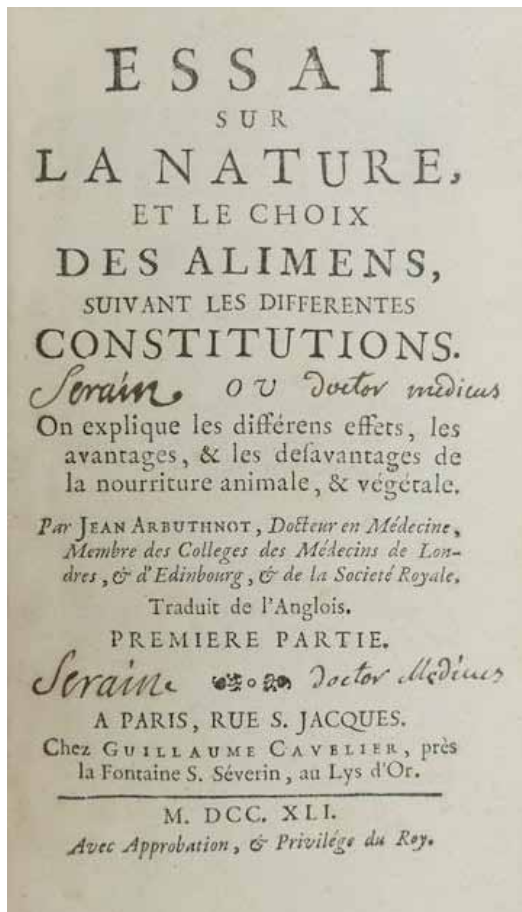 ESSAI
SUR
LA NATURE,
ET LE CHOIX
DES ALIMENS,
SUIVANT LES DIFFERENTES
CONSTITUTIONS.
Serain OU doctor medicus
On explique les différens effets, les
avantages, & les desavantages de
la nourriture animale, & végétale.
Par JEAN ARBUTHNOT, Docteur en Médecine,
Membre des Colleges des Médecins de Lon-
dres, & d'Edinbourg, & de la Societé Royale.
Traduit de l'Anglois.
PREMIERE PARTIE.
Serain doctor Medicus
A PARIS, RUE S. JACQUES.
Chez GUILLAUME CAVELIER, près
la Fontaine S. Séverin, au Lys d'Or.
M. DCC. XLI.
Avec Approbation, & Privilége du Roy.